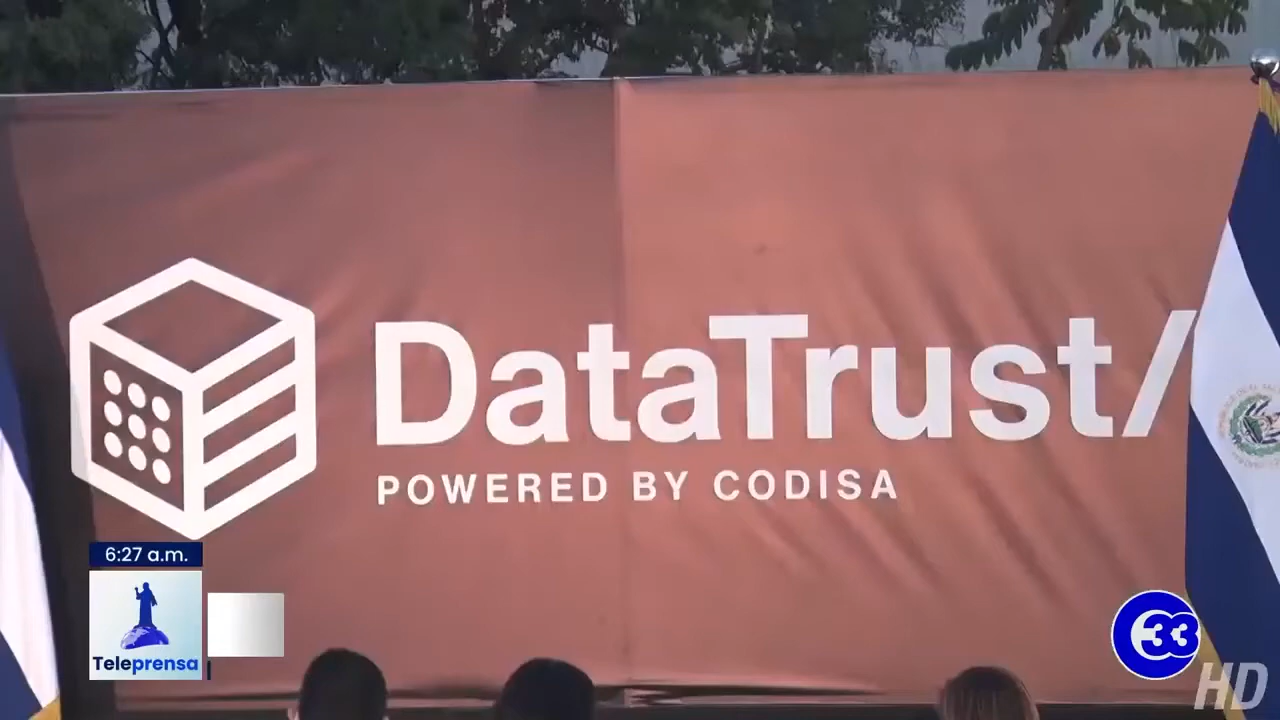 DataTrust/
POWERED BY CODISA
6:27 a.m.
Teleprensa
33
HD